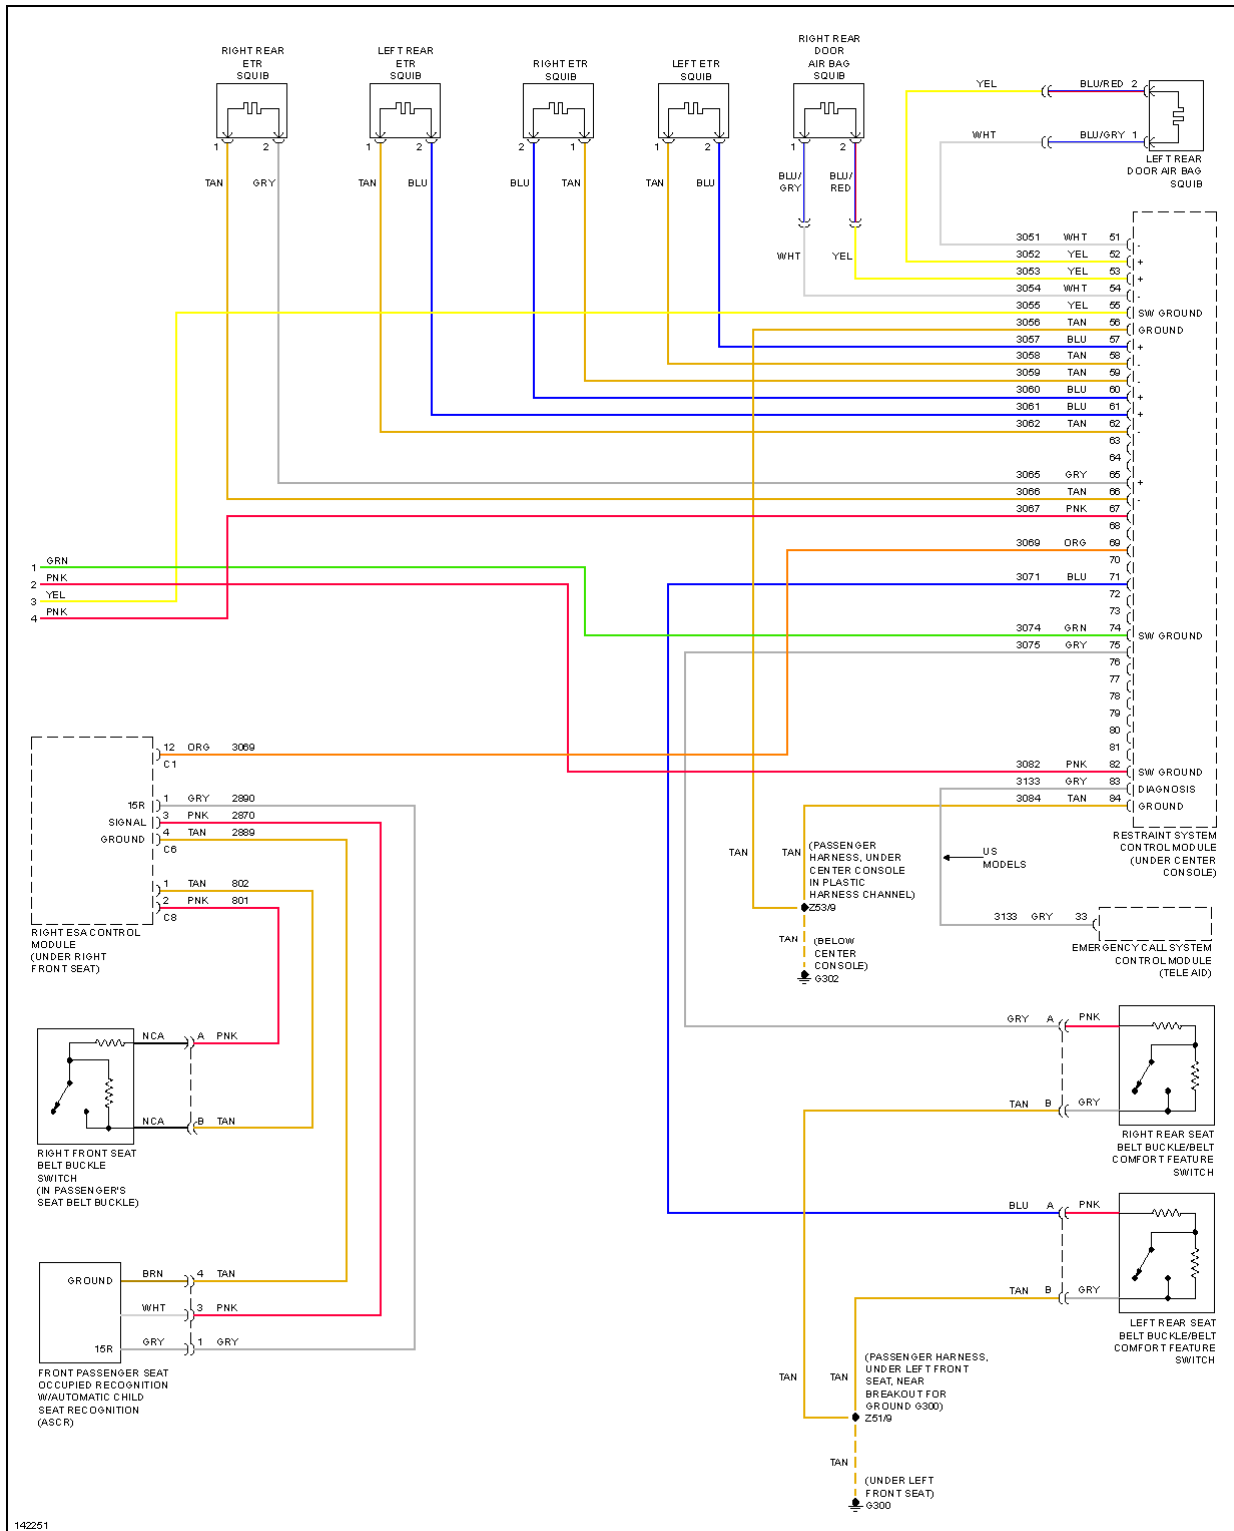 RIGHT REAR
ETR
SQUIB
LEFT REAR
ETR
SQUIB
RIGHT ETR
SQUIB
LEFT ETR
SQUIB
RIGHT REAR
DOOR
AIR BAG
SQUIB
1
2
1
2
2
1
1
2
1
2
TAN
GRY
TAN
BLU
BLU
TAN
TAN
BLU
BLU/
GRY
BLU/
RED
WHT
YEL
YEL
BLU/RED 2
WHT
BLU/GRY 1
LEFT REAR
DOOR AIR BAG
SQUIB
3051 WHT 51 -
3052 YEL 52 +
3053 YEL 53 +
3054 WHT 54 -
3055 YEL 55 SW GROUND
3056 TAN 56 GROUND
3057 BLU 57 +
3058 TAN 58 -
3059 TAN 59 -
3060 BLU 60 +
3061 BLU 61 +
3062 TAN 62 -
63
64
3065 GRY 65 +
3066 TAN 66 -
3067 PNK 67
68
3069 ORG 69
70
3071 BLU 71
72
73
3074 GRN 74 SW GROUND
3075 GRY 75
76
77
78
79
80
81
3082 PNK 82 SW GROUND
3133 GRY 83 DIAGNOSIS
3084 TAN 84 GROUND
RESTRAINT SYSTEM
CONTROL MODULE
(UNDER CENTER
CONSOLE)
1 GRN
2 PNK
3 YEL
4 PNK
12 ORG 3069
C1
15R 1 GRY 2890
SIGNAL 3 PNK 2870
GROUND 4 TAN 2889
C6
1 TAN 802
2 PNK 801
C8
RIGHT ESA CONTROL
MODULE
(UNDER RIGHT
FRONT SEAT)
TAN
TAN
(PASSENGER
HARNESS, UNDER
CENTER CONSOLE
IN PLASTIC
HARNESS CHANNEL)
Z53/9
TAN
(BELOW
CENTER
CONSOLE)
G302
US
MODELS
3133 GRY 33
EMERGENCY CALL SYSTEM
CONTROL MODULE
(TELE AID)
NCA A PNK
NCA B TAN
RIGHT FRONT SEAT
BELT BUCKLE
SWITCH
(IN PASSENGER'S
SEAT BELT BUCKLE)
GRY A PNK
TAN B GRY
RIGHT REAR SEAT
BELT BUCKLE/BELT
COMFORT FEATURE
SWITCH
BLU A PNK
TAN B GRY
LEFT REAR SEAT
BELT BUCKLE/BELT
COMFORT FEATURE
SWITCH
GROUND BRN 4 TAN
WHT 3 PNK
15R GRY 1 GRY
FRONT PASSENGER SEAT
OCCUPIED RECOGNITION
W/AUTOMATIC CHILD
SEAT RECOGNITION
(ASCR)
TAN
TAN
(PASSENGER HARNESS,
UNDER LEFT FRONT
SEAT, NEAR
BREAKOUT FOR
GROUND G300)
Z51/9
TAN
(UNDER LEFT
FRONT SEAT)
G300
142251